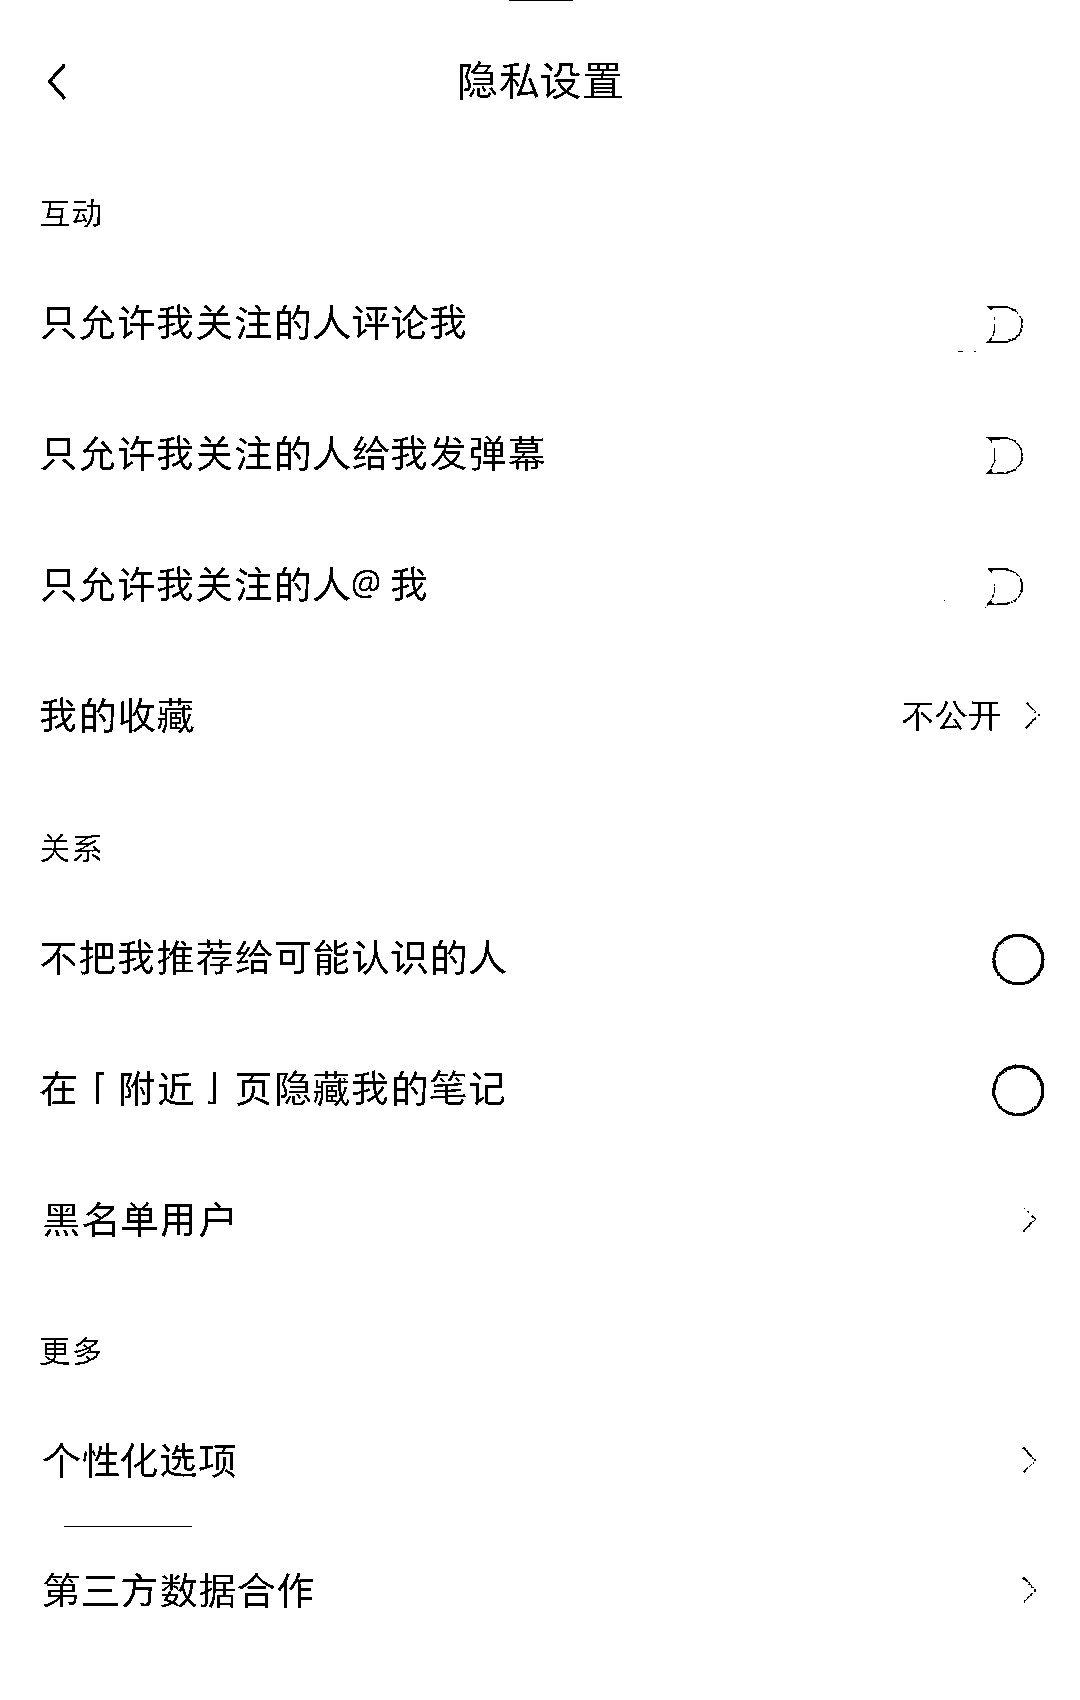 隐私设置
互动
只允许我关注的人评论我
只允许我关注的人给我发弹幕
只允许我关注的人@ 我
我的收藏 不公开
关系
不把我推荐给可能认识的人
在「附近」页隐藏我的笔记
黑名单用户
更多
个性化选项
第三方数据合作